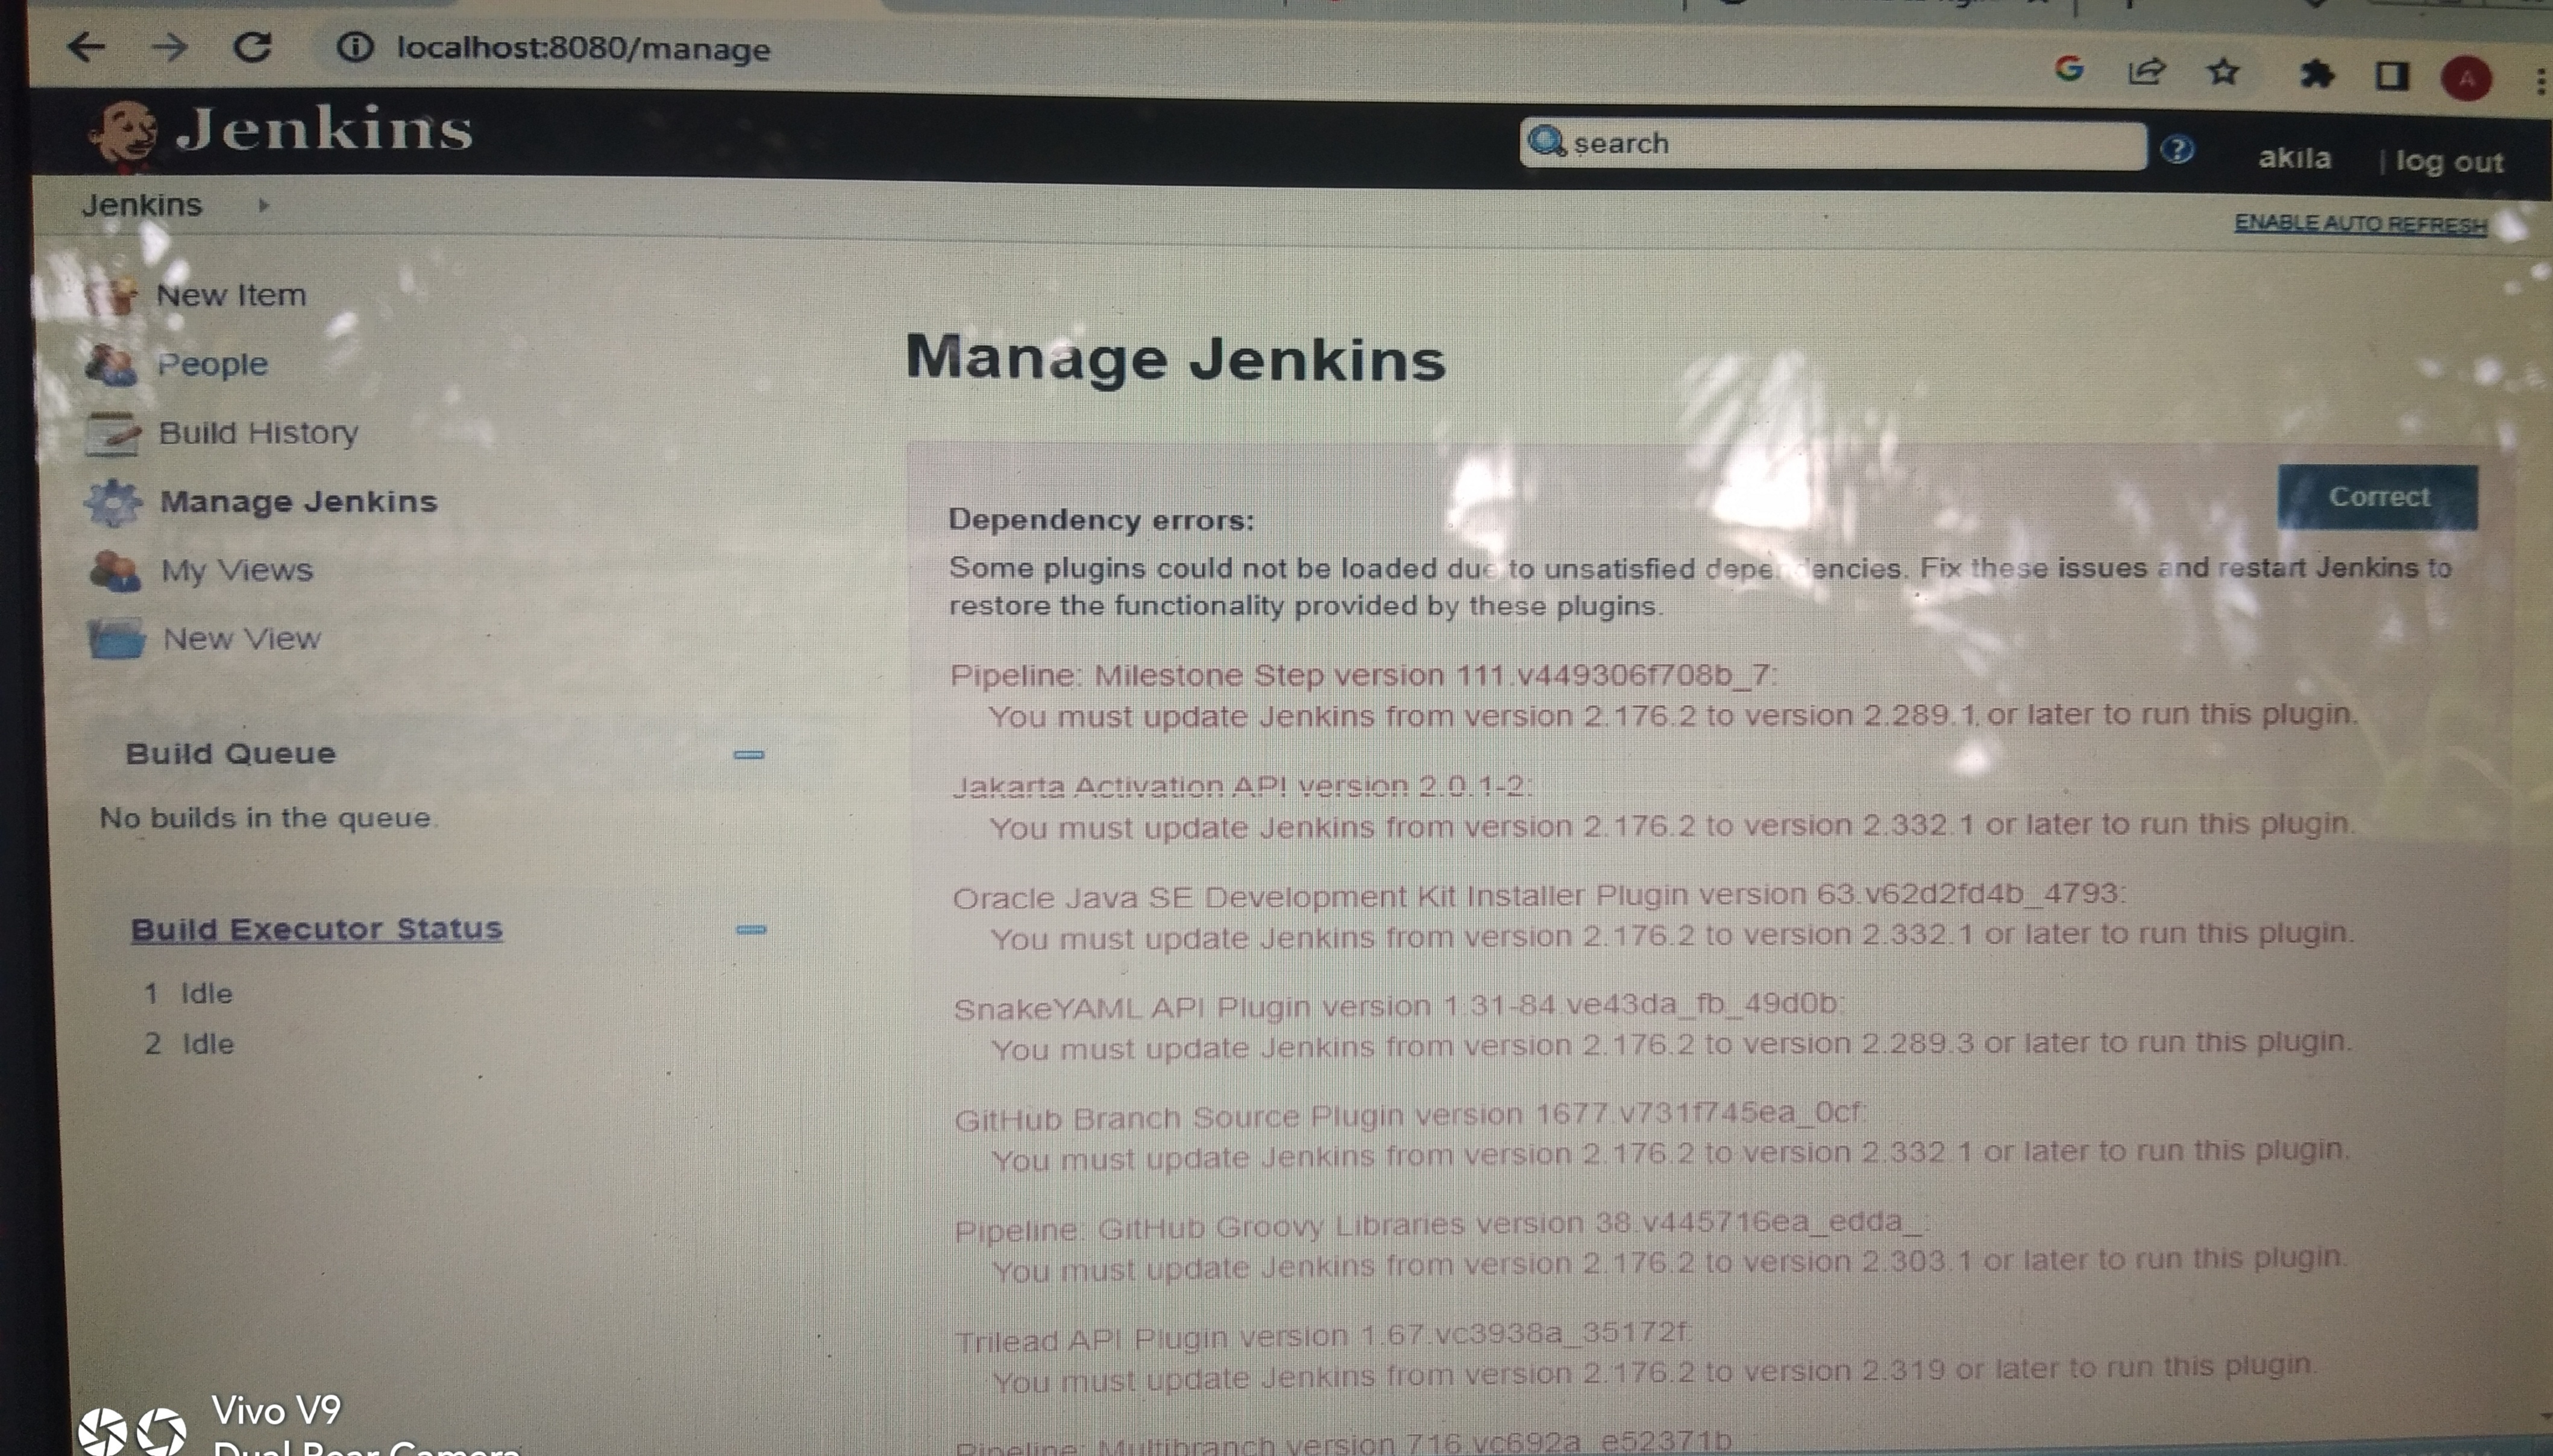 localhost:8080/manage
A
Jenkins
search
akila | log out
Jenkins
ENABLE AUTO REFRESH
New Item
People
Build History
Manage Jenkins
My Views
New View
Build Queue
No builds in the queue.
Build Executor Status
1 Idle
2 Idle
Manage Jenkins
Correct
Dependency errors:
Some plugins could not be loaded due to unsatisfied dependencies. Fix these issues and restart Jenkins to
restore the functionality provided by these plugins.
Pipeline: Milestone Step version 111.v449306f708b_7:
You must update Jenkins from version 2.176.2 to version 2.289.1 or later to run this plugin.
Jakarta Activation API version 2.0.1-2:
You must update Jenkins from version 2.176.2 to version 2.332.1 or later to run this plugin.
Oracle Java SE Development Kit Installer Plugin version 63.v62d2fd4b_4793:
You must update Jenkins from version 2.176.2 to version 2.332.1 or later to run this plugin.
SnakeYAML API Plugin version 1.31-84.ve43da_fb_49d0b:
You must update Jenkins from version 2.176.2 to version 2.289.3 or later to run this plugin.
GitHub Branch Source Plugin version 1677.v731f745ea_0cf:
You must update Jenkins from version 2.176.2 to version 2.332.1 or later to run this plugin.
Pipeline: GitHub Groovy Libraries version 38.v445716ea_edda_:
You must update Jenkins from version 2.176.2 to version 2.303.1 or later to run this plugin.
Trilead API Plugin version 1.67.vc3938a_35172f:
You must update Jenkins from version 2.176.2 to version 2.319 or later to run this plugin.
Pipeline: Multibranch version 716.vc692a_e52371b
Vivo V9
Dual Rear Camera